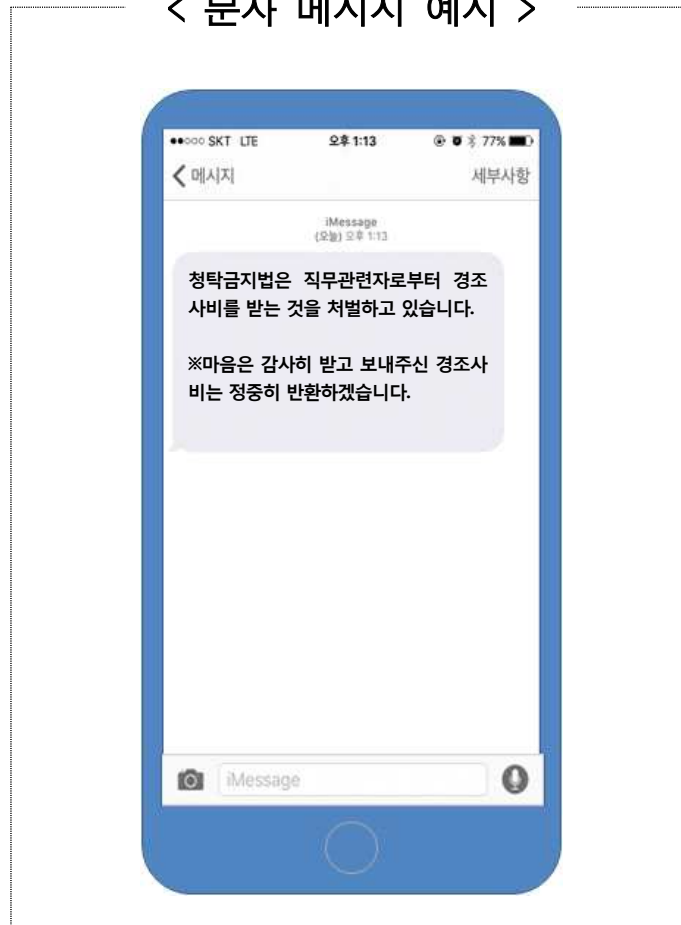 < 문자 메시지 예시 >
SKT LTE 오후 1:13 77%
메시지 세부사항
iMessage
(오늘) 오후 1:13
청탁금지법은 직무관련자로부터 경조
사비를 받는 것을 처벌하고 있습니다.
※마음은 감사히 받고 보내주신 경조사
비는 정중히 반환하겠습니다.
iMessage